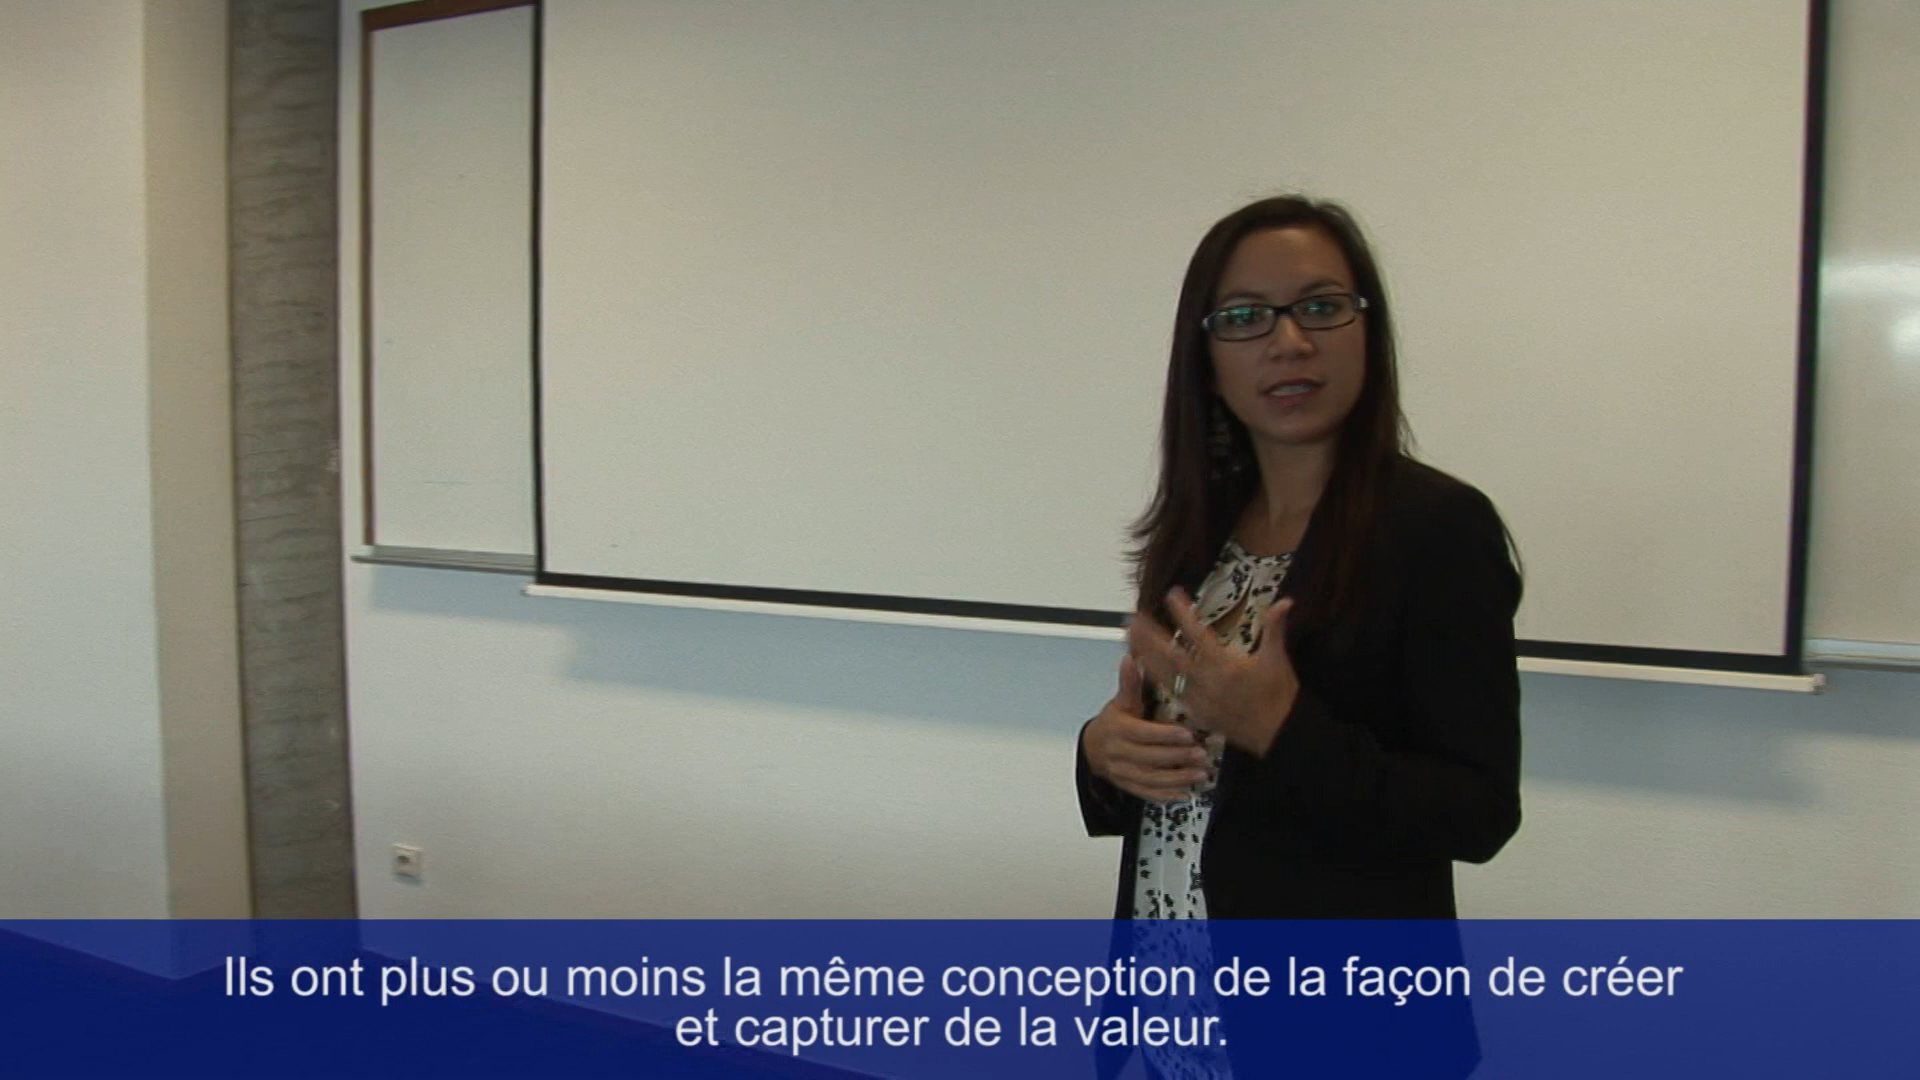 Ils ont plus ou moins la même conception de la façon de créer
et capturer de la valeur.